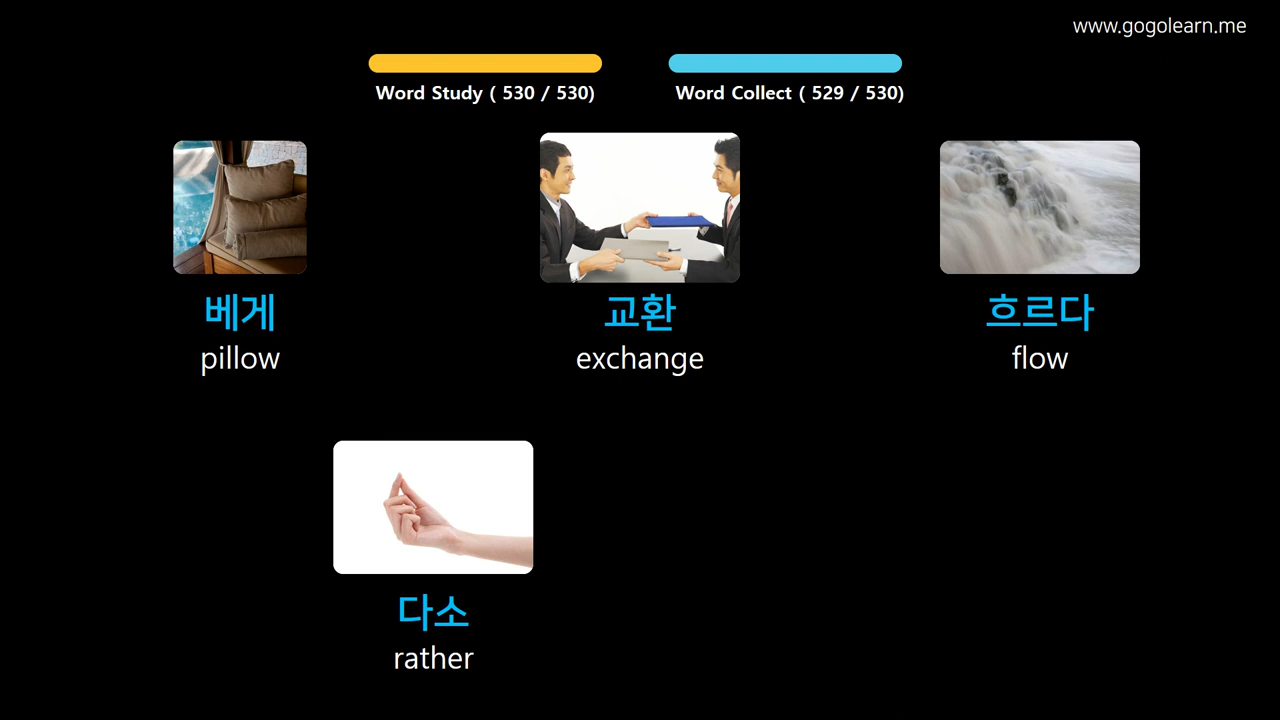 www.gogolearn.me
Word Study ( 530 / 530)
Word Collect ( 529 / 530)
베게
pillow
교환
exchange
흐르다
flow
다소
rather